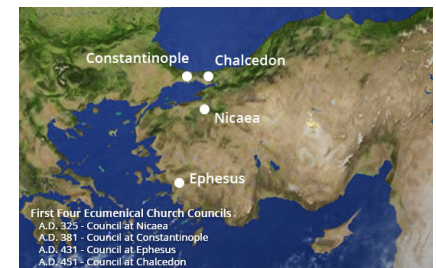 Constantinople
Chalcedon
Nicaea
Ephesus
First Four Ecumenical Church Councils
A.D. 325 - Council at Nicaea
A.D. 381 - Council at Constantinople
A.D. 431 - Council at Ephesus
A.D. 451 - Council at Chalcedon